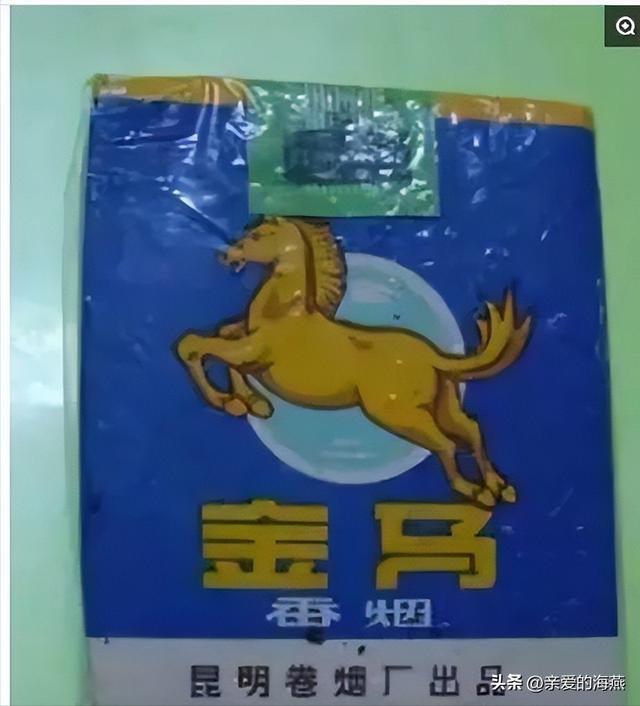 金马
香烟
昆明卷烟厂出品
头条 @亲爱的海燕